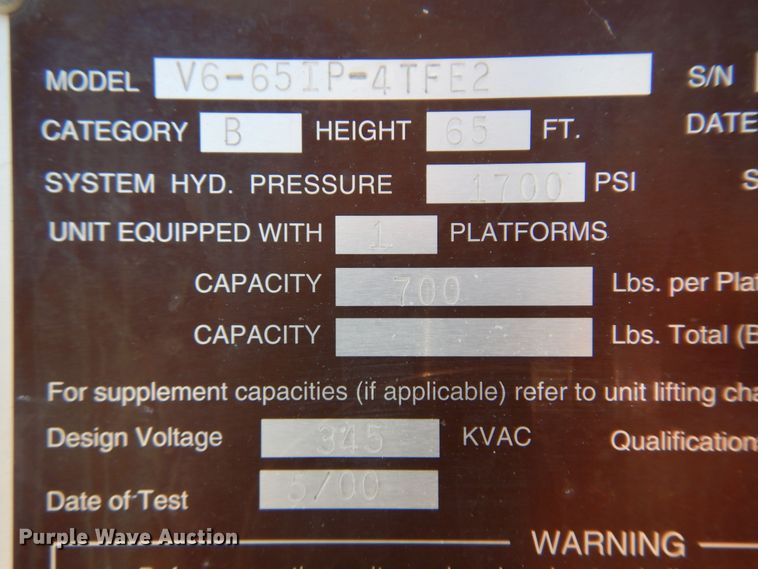 MODEL V6-65IP-4TFE2 S/N
CATEGORY B HEIGHT 65 FT. DATE
SYSTEM HYD. PRESSURE 1700 PSI S
UNIT EQUIPPED WITH 1 PLATFORMS
CAPACITY 700 Lbs. per Plat
CAPACITY Lbs. Total (B
For supplement capacities (if applicable) refer to unit lifting cha
Design Voltage 345 KVAC Qualification
Date of Test 5/00
Purple Wave Auction
WARNING